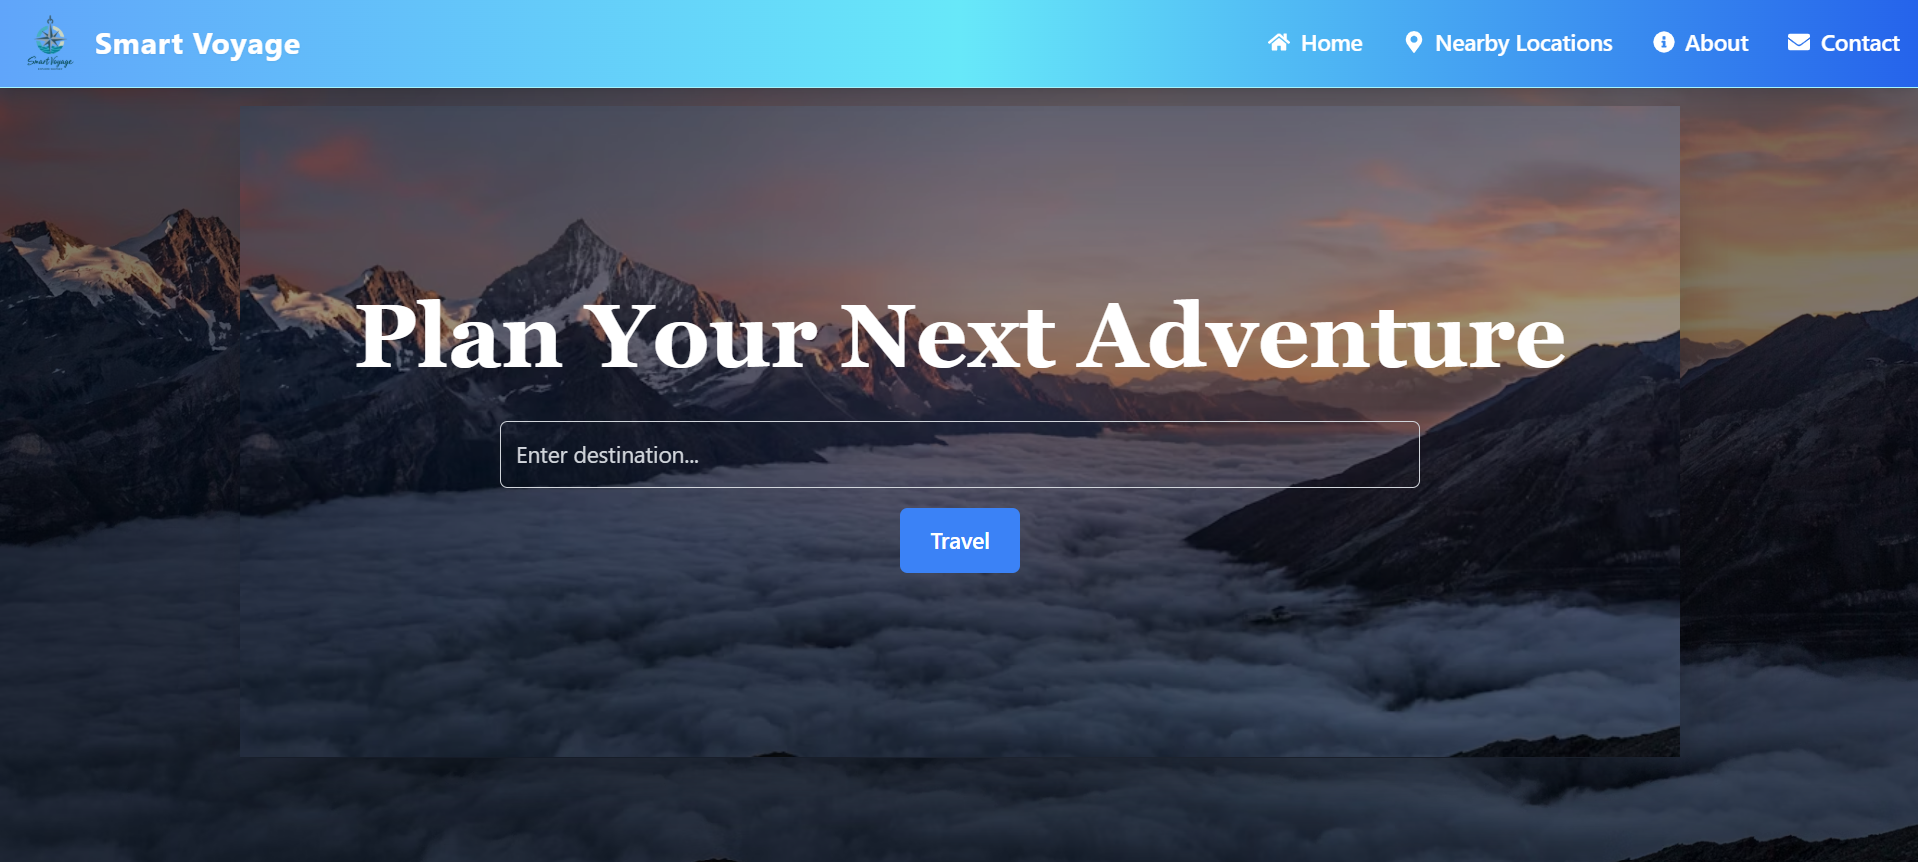 Smart Voyage
Smart Voyage
Home
Nearby Locations
About
Contact
Plan Your Next Adventure
Enter destination...
Travel